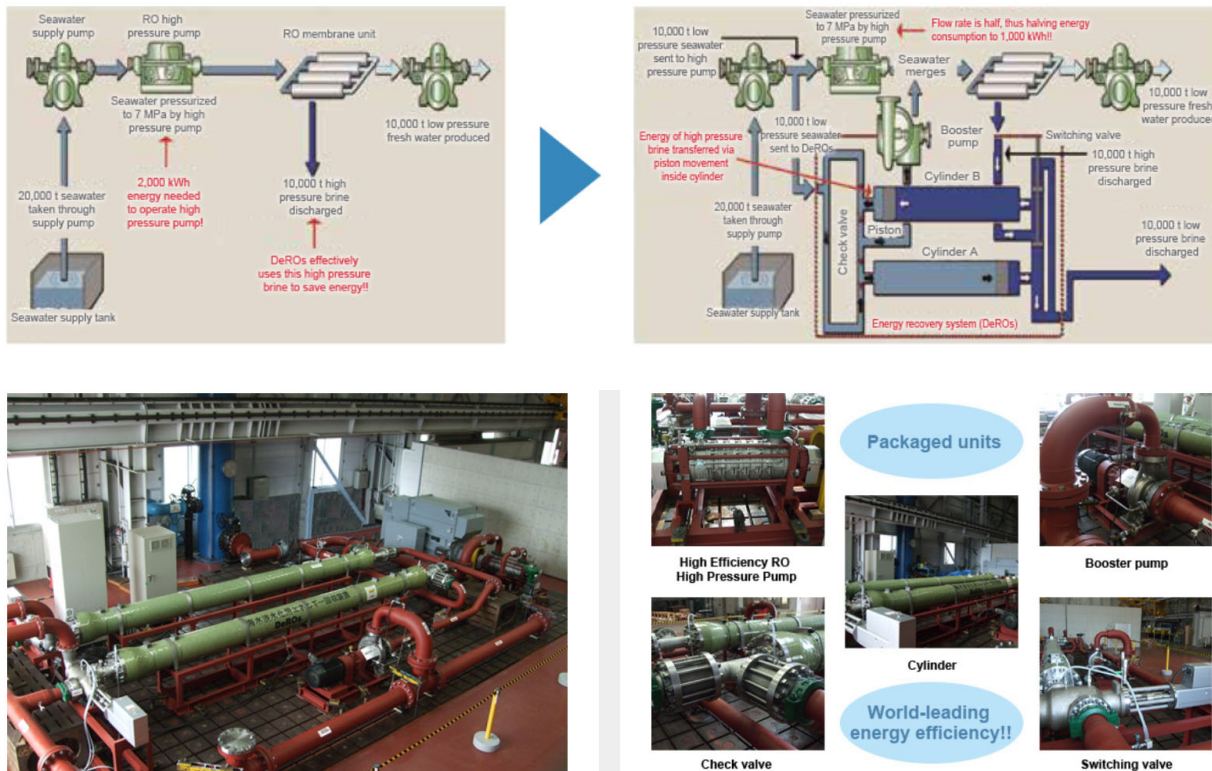 Seawater
supply pump
RO high
pressure pump
RO membrane unit
Seawater pressurized
to 7 MPa by high
pressure pump
10,000 t low pressure
fresh water produced
2,000 kWh
energy needed
to operate high
pressure pump!
20,000 t seawater
taken through
supply pump
10,000 t high
pressure brine
discharged
DeROs effectively
uses this high pressure
brine to save energy!!
Seawater supply tank
10,000 t low
pressure seawater
sent to high
pressure pump
Seawater pressurized
to 7 MPa by high
pressure pump
Flow rate is half, thus halving energy
consumption to 1,000 kWh!!
Seawater
merges
10,000 t low
pressure fresh
water produced
10,000 t low
pressure seawater
sent to DeROs
Energy of high pressure
brine transferred via
piston movement
inside cylinder
Booster
pump
Switching valve
10,000 t high
pressure brine
discharged
Cylinder B
20,000 t seawater
taken through
supply pump
Check valve
Piston
Cylinder A
10,000 t low
pressure brine
discharged
Seawater supply tank
Energy recovery system (DeROs)
DeROs
Packaged units
High Efficiency RO
High Pressure Pump
Booster pump
Cylinder
World-leading
energy efficiency!!
Check valve
Switching valve